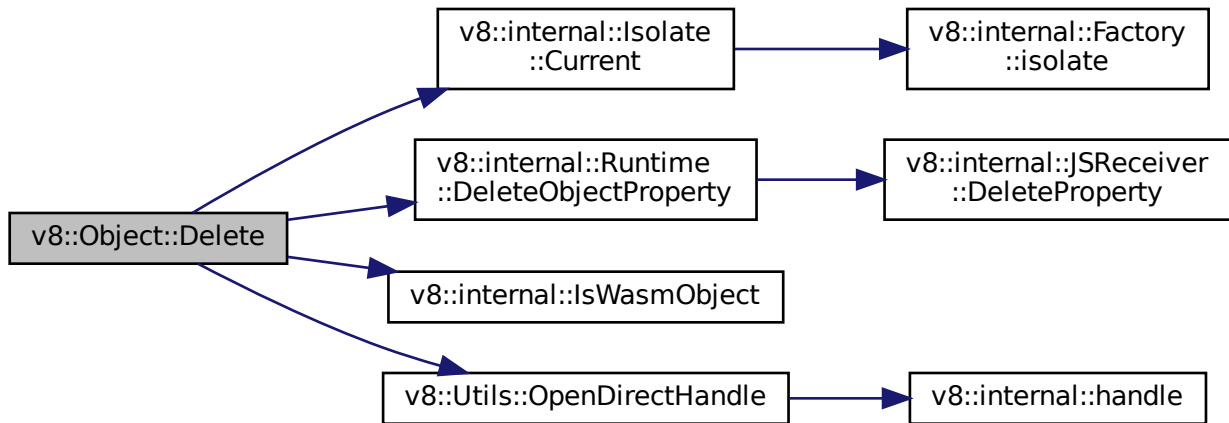 v8::internal::Isolate
::Current
v8::internal::Factory
::isolate
v8::internal::Runtime
::DeleteObjectProperty
v8::internal::JSReceiver
::DeleteProperty
v8::Object::Delete
v8::internal::IsWasmObject
v8::Utils::OpenDirectHandle
v8::internal::handle